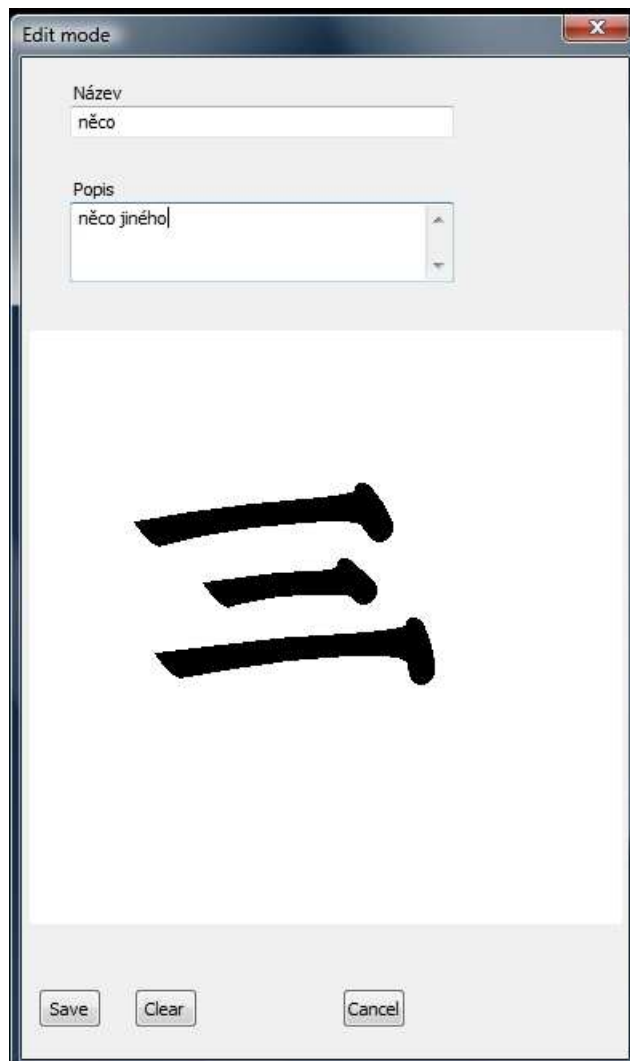 Edit mode
Název
něco
Popis
něco jiného
三
Save
Clear
Cancel